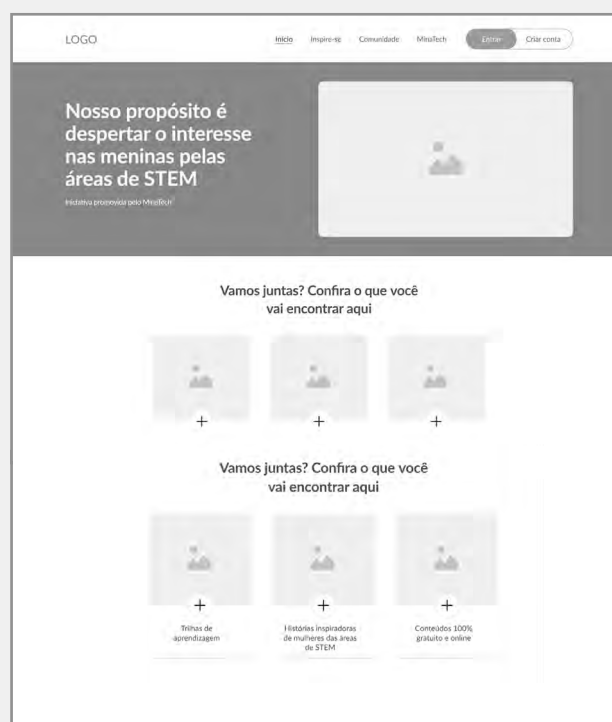 LOGO
Início Inspire-se Comunidade MinaTech Entrar Criar conta
Nosso propósito é
despertar o interesse
nas meninas pelas
áreas de STEM
Iniciativa promovida pelo MinaTech
Vamos juntas? Confira o que você
vai encontrar aqui
+ + +
Vamos juntas? Confira o que você
vai encontrar aqui
+ + +
Trilhas de
aprendizagem
Histórias inspiradoras
de mulheres das áreas
de STEM
Conteúdos 100%
gratuito e online